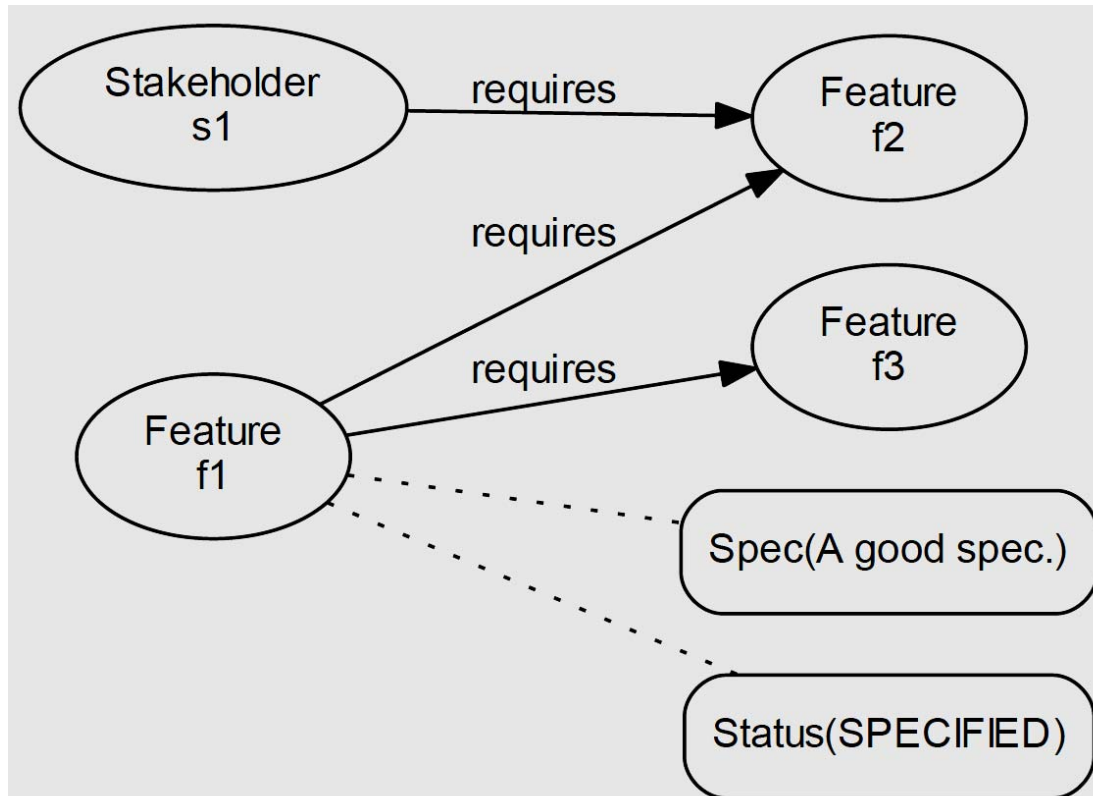 Stakeholder
s1
requires
Feature
f2
requires
Feature
f3
requires
Feature
f1
Spec(A good spec.)
Status(SPECIFIED)